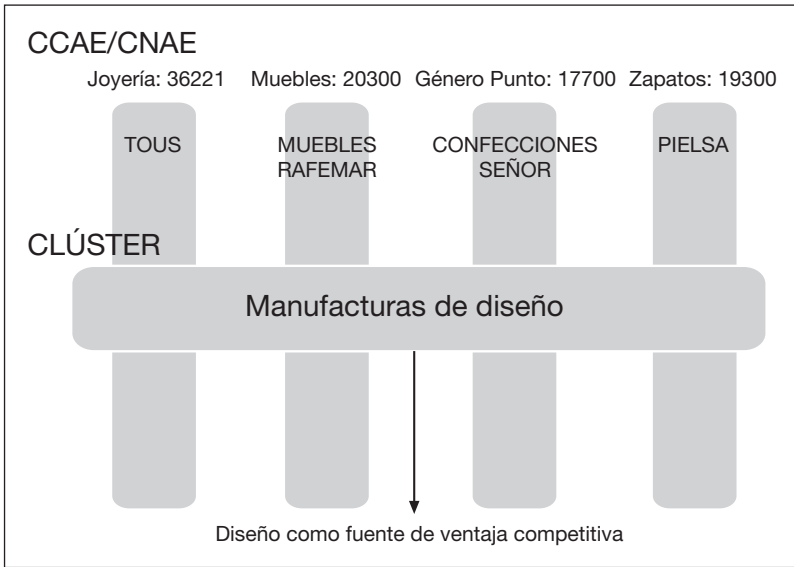 CCAE/CNAE
Joyería: 36221 Muebles: 20300 Género Punto: 17700 Zapatos: 19300
TOUS
MUEBLES
RAFEMAR
CONFECCIONES
SEÑOR
PIELSA
CLÚSTER
Manufacturas de diseño
Diseño como fuente de ventaja competitiva